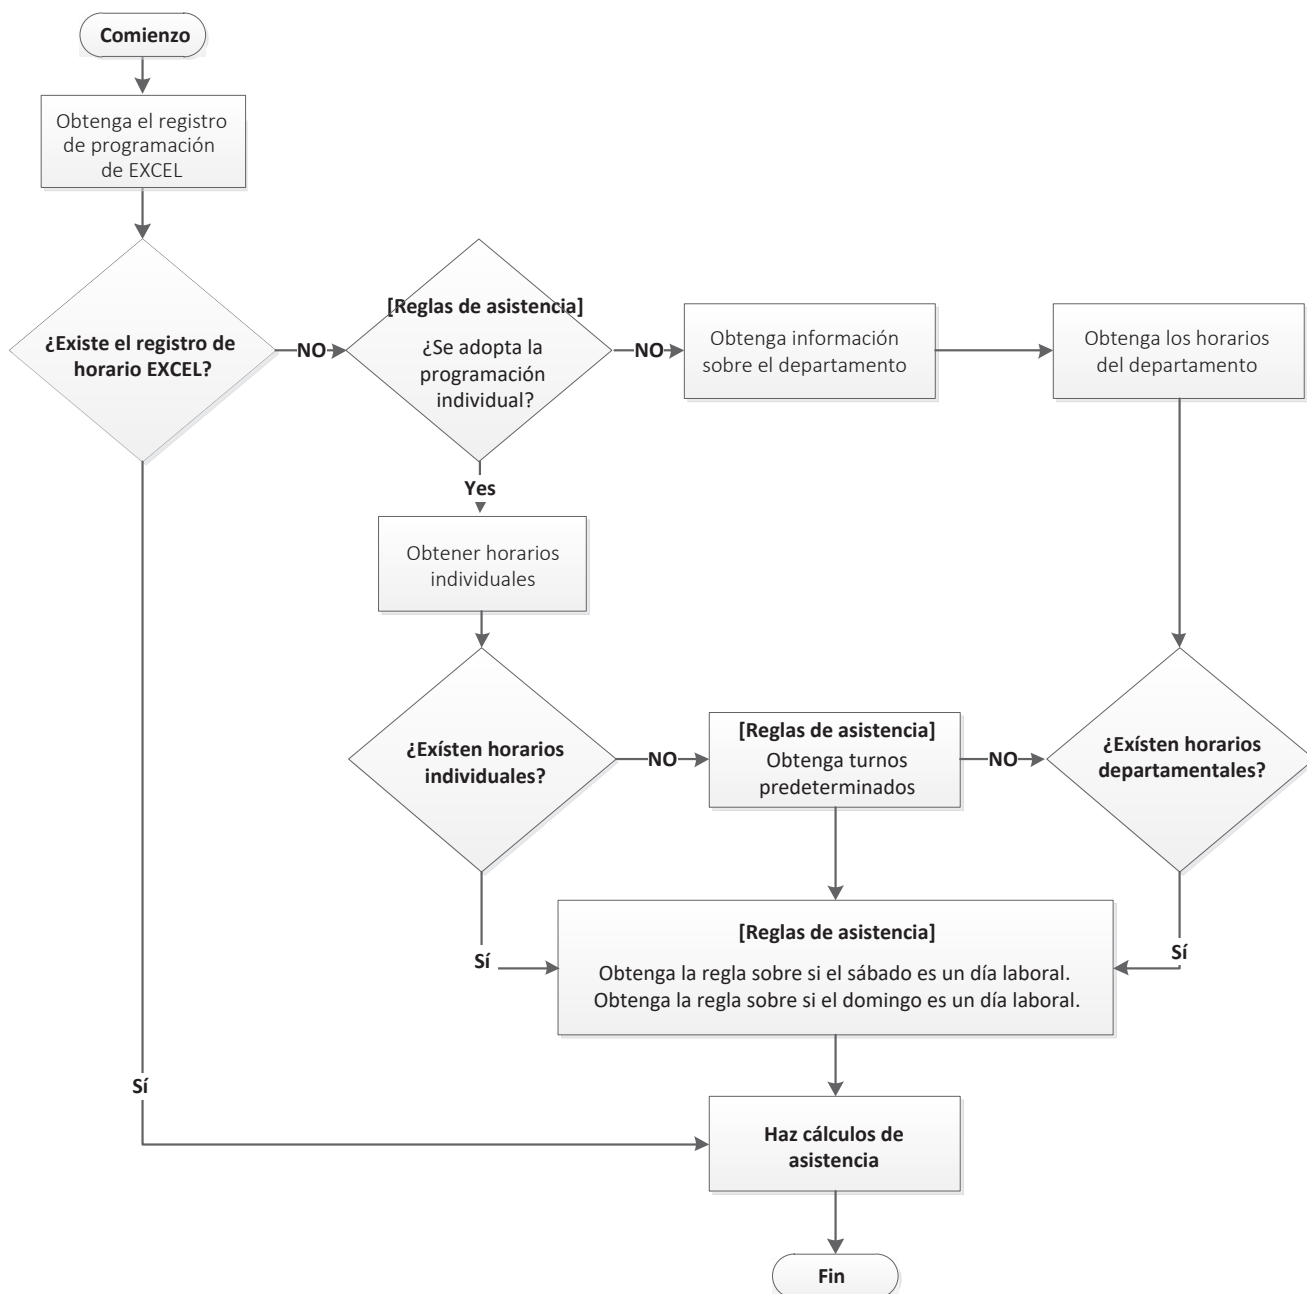 Comienzo
Obtenga el registro
de programación
de EXCEL
¿Existe el registro de
horario EXCEL?
NO
[Reglas de asistencia]
¿Se adopta la
programación
individual?
NO
Obtenga información
sobre el departamento
Obtenga los horarios
del departamento
Yes
Obtener horarios
individuales
¿Exísten horarios
individuales?
NO
[Reglas de asistencia]
Obtenga turnos
predeterminados
NO
¿Exísten horarios
departamentales?
Sí
[Reglas de asistencia]
Obtenga la regla sobre si el sábado es un día laboral.
Obtenga la regla sobre si el domingo es un día laboral.
Sí
Sí
Haz cálculos de
asistencia
Fin